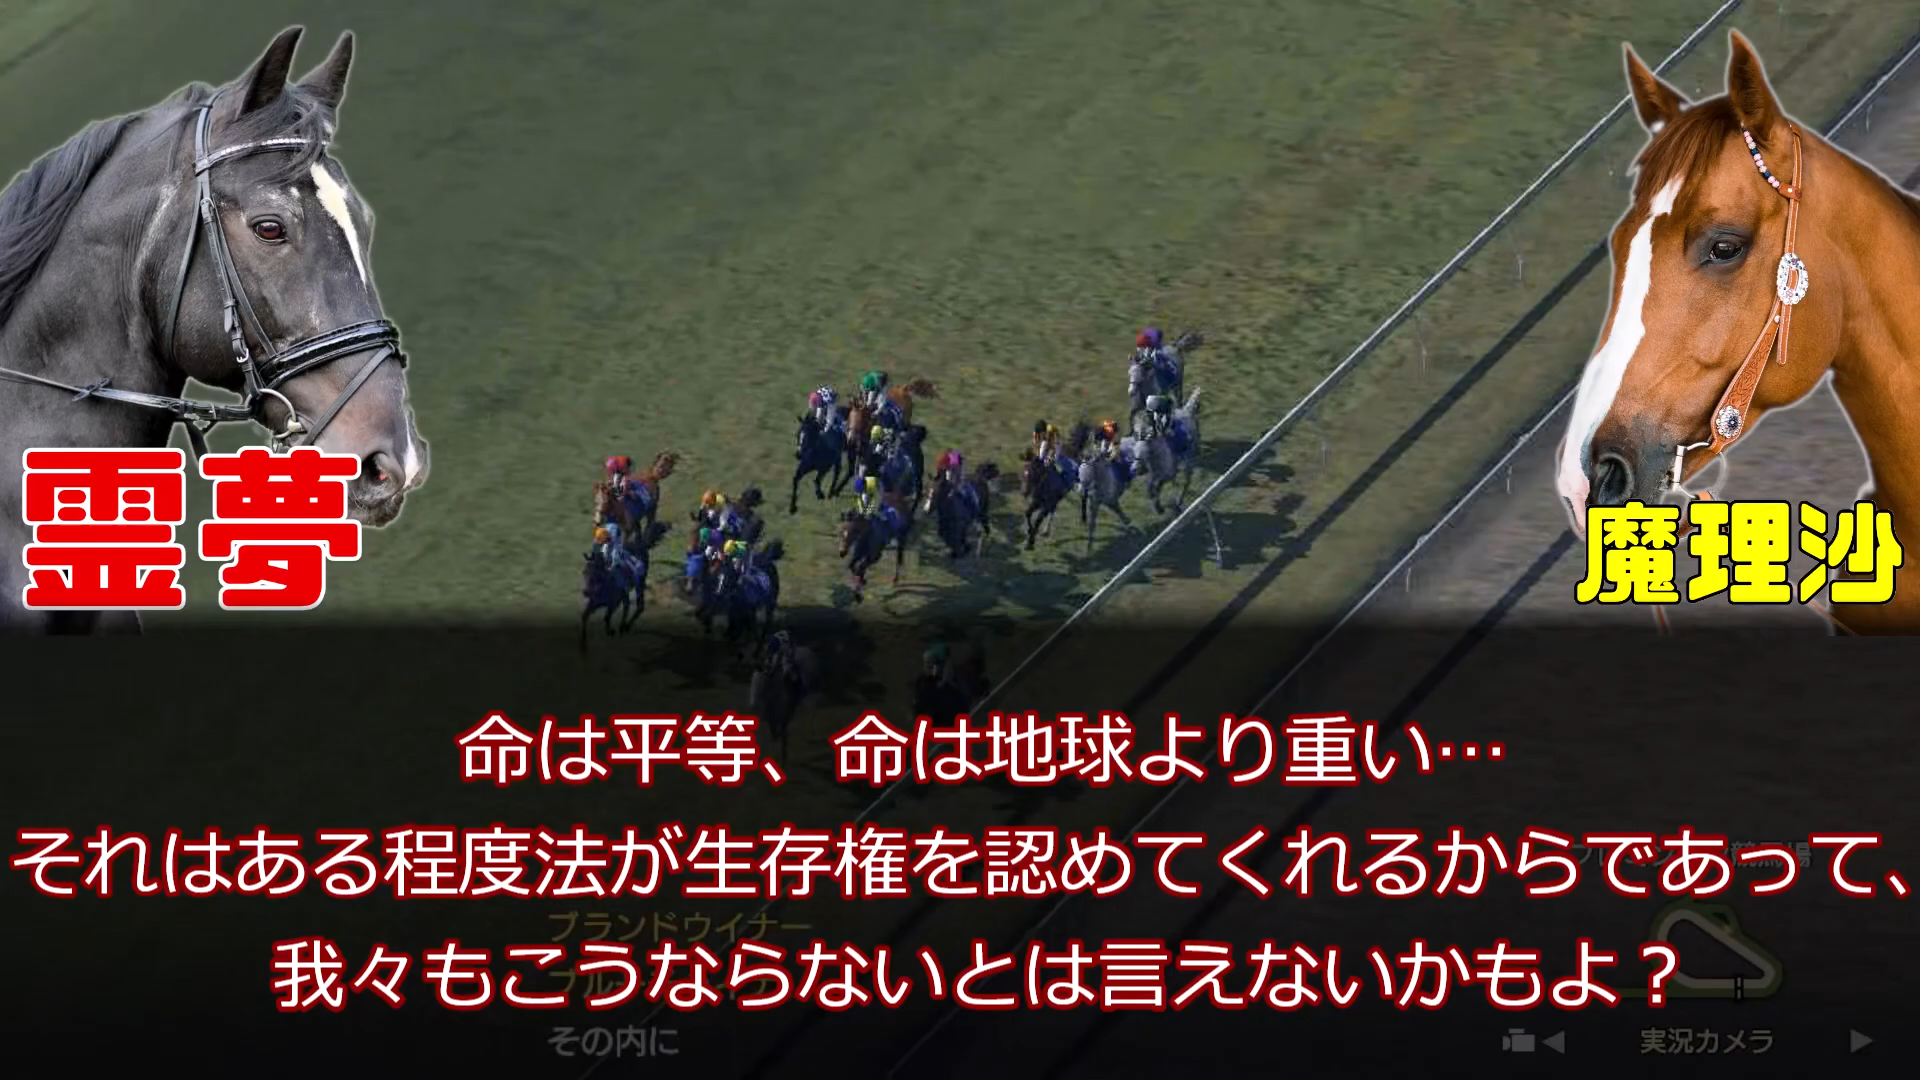 霊夢
魔理沙
命は平等、命は地球より重い…
それはある程度法が生存権を認めてくれるからであって、
我々もこうならないとは言えないかもよ？
ブランドウイナー
その内に
実況カメラ